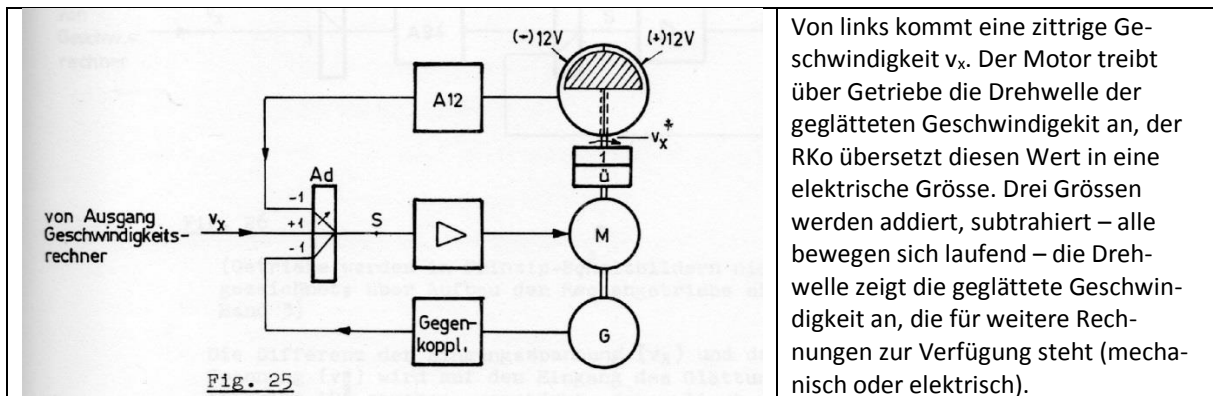 (-)12V
(+)12V
A12
v_x*
1
ü
Ad
-1
+1
-1
von Ausgang
Geschwindigkeits-
rechner
v_x
S
M
Gegen-
koppl.
G
Fig. 25
Von links kommt eine zittrige Ge-
schwindigkeit vₓ. Der Motor treibt
über Getriebe die Drehwelle der
geglätteten Geschwindigekit an, der
RKo übersetzt diesen Wert in eine
elektrische Grösse. Drei Grössen
werden addiert, subtrahiert – alle
bewegen sich laufend – die Dreh-
welle zeigt die geglättete Geschwin-
digkeit an, die für weitere Rech-
nungen zur Verfügung steht (mecha-
nisch oder elektrisch).